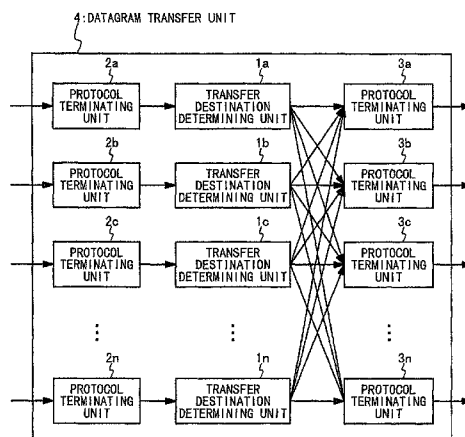 4:DATAGRAM TRANSFER UNIT
2a
1a
3a
PROTOCOL
TERMINATING
UNIT
TRANSFER
DESTINATION
DETERMINING UNIT
PROTOCOL
TERMINATING
UNIT
2b
1b
3b
PROTOCOL
TERMINATING
UNIT
TRANSFER
DESTINATION
DETERMINING UNIT
PROTOCOL
TERMINATING
UNIT
2c
1c
3c
PROTOCOL
TERMINATING
UNIT
TRANSFER
DESTINATION
DETERMINING UNIT
PROTOCOL
TERMINATING
UNIT
2n
1n
3n
PROTOCOL
TERMINATING
UNIT
TRANSFER
DESTINATION
DETERMINING UNIT
PROTOCOL
TERMINATING
UNIT